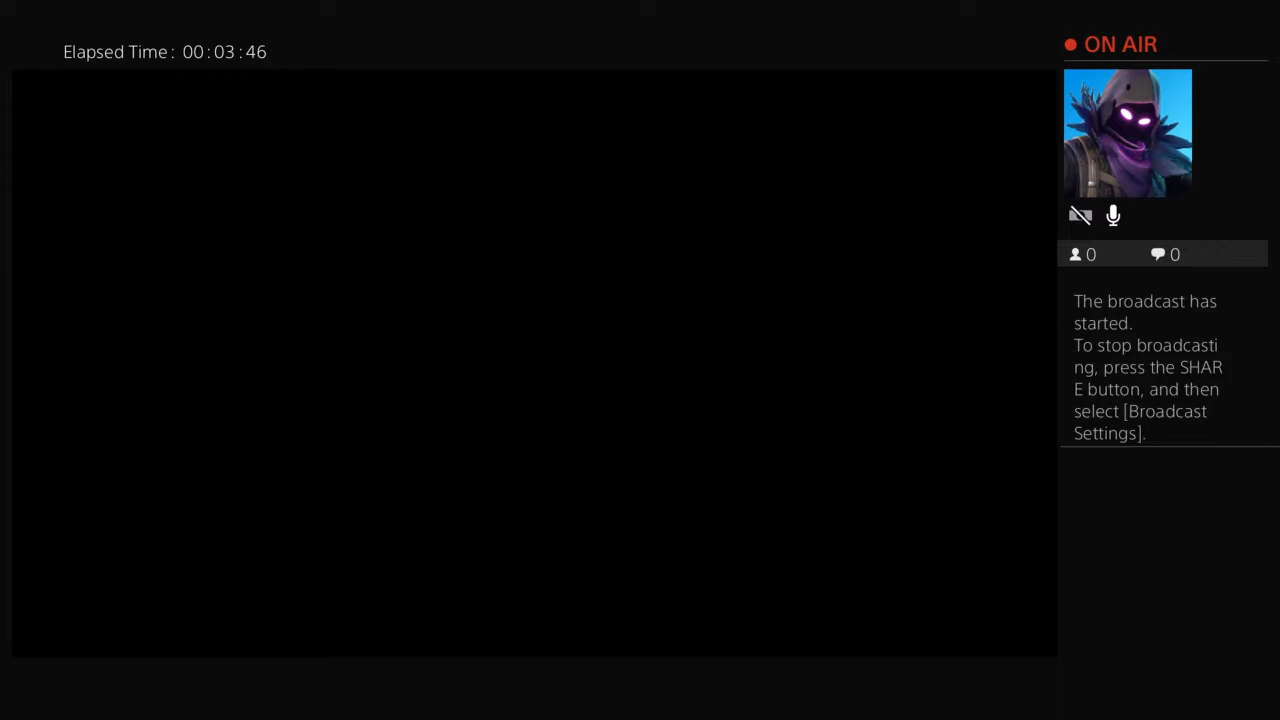 Elapsed Time: 00:03:46
ON AIR
0 0
The broadcast has
started.
To stop broadcasti
ng, press the SHAR
E button, and then
select [Broadcast
Settings].